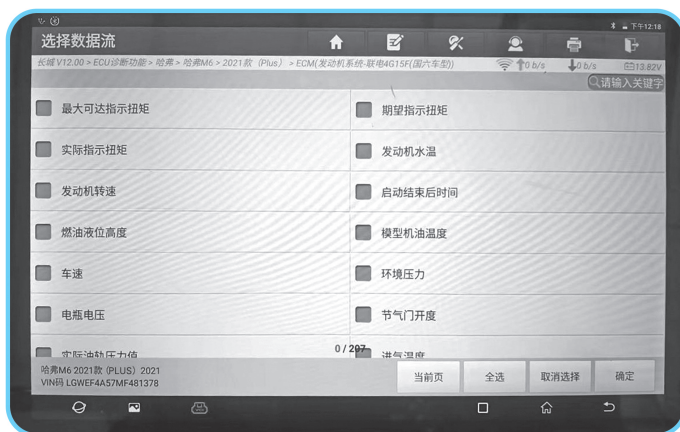 下午12:18
选择数据流
长城 V12.00 > ECU诊断功能 > 哈弗 > 哈弗M6 > 2021款（Plus） > ECM(发动机系统-联电4G15F(国六车型))
0 b/s
0 b/s
13.82V
请输入关键字
最大可达指示扭矩
期望指示扭矩
实际指示扭矩
发动机水温
发动机转速
启动结束后时间
燃油液位高度
模型机油温度
车速
环境压力
电瓶电压
节气门开度
实际油轨压力值
0 / 207
进气温度
哈弗M6 2021款 (PLUS) 2021
VIN码 LGWEF4A57MF481378
当前页
全选
取消选择
确定